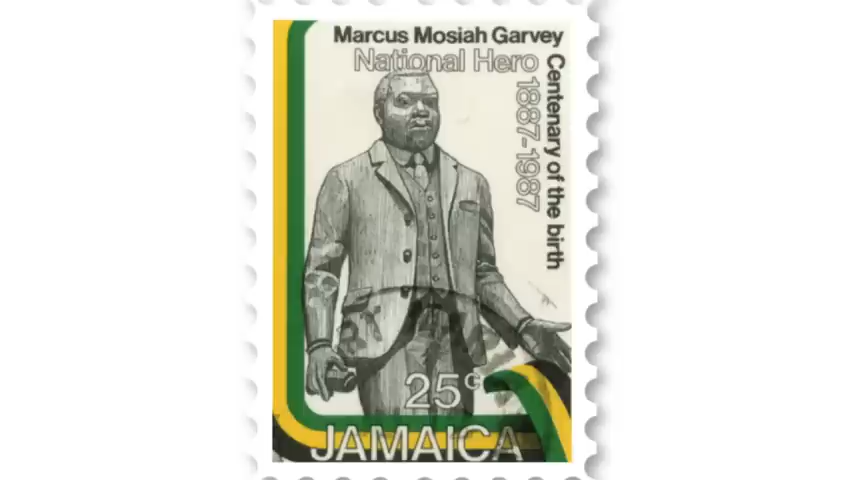 Marcus Mosiah Garvey
National Hero
Centenary of the birth
1887-1987
25c
JAMAICA